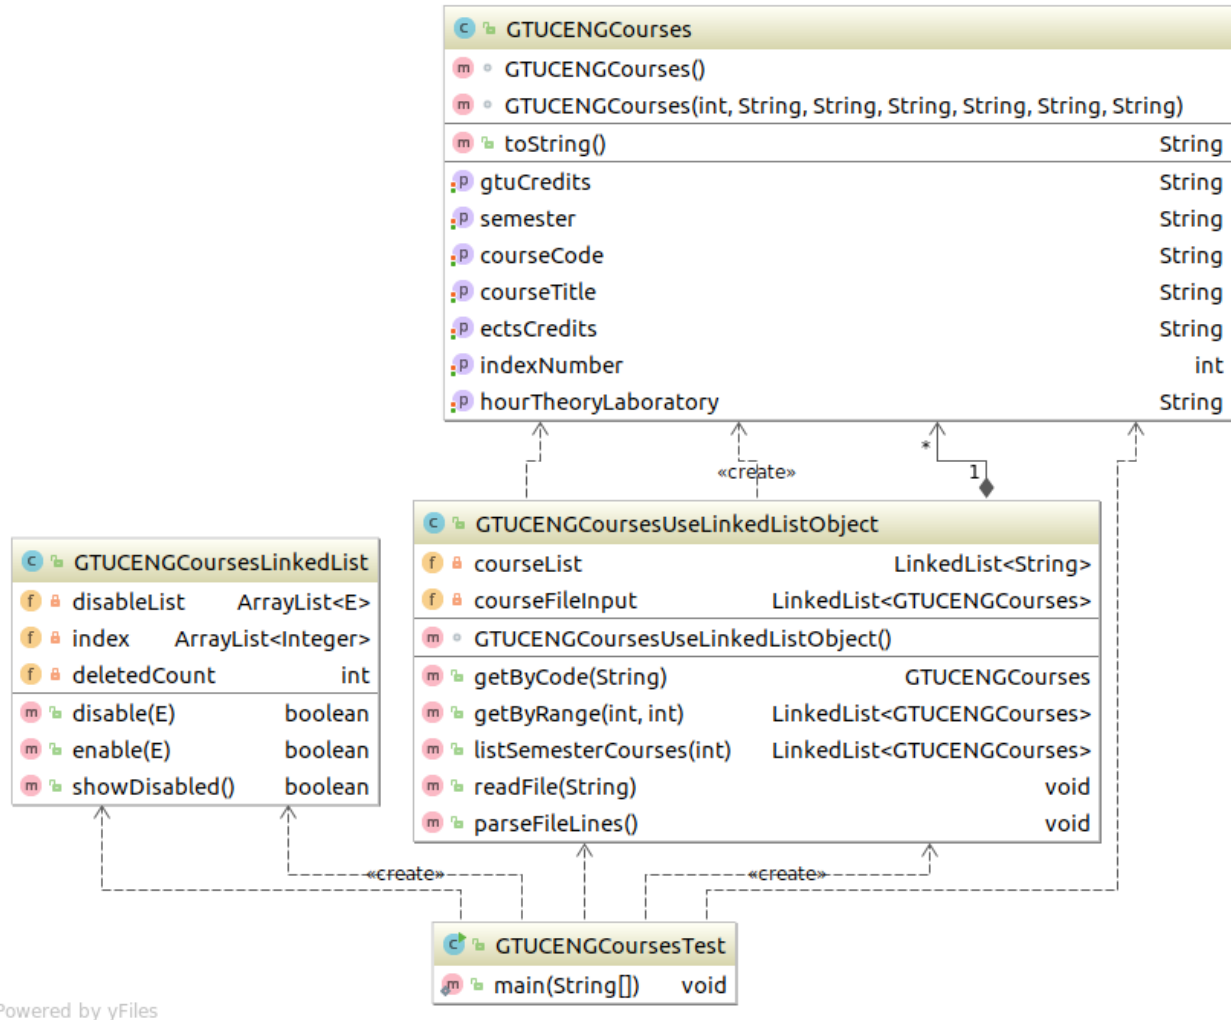 GTUCENGCourses
GTUCENGCourses()
GTUCENGCourses(int, String, String, String, String, String, String)
toString() String
gtuCredits String
semester String
courseCode String
courseTitle String
ectsCredits String
indexNumber int
hourTheoryLaboratory String
«create»
*
1
GTUCENGCoursesUseLinkedListObject
courseList LinkedList<String>
courseFileInput LinkedList<GTUCENGCourses>
GTUCENGCoursesUseLinkedListObject()
getByCode(String) GTUCENGCourses
getByRange(int, int) LinkedList<GTUCENGCourses>
listSemesterCourses(int) LinkedList<GTUCENGCourses>
readFile(String) void
parseFileLines() void
GTUCENGCoursesLinkedList
disableList ArrayList<E>
index ArrayList<Integer>
deletedCount int
disable(E) boolean
enable(E) boolean
showDisabled() boolean
«create»
«create»
GTUCENGCoursesTest
main(String[]) void
Powered by yFiles